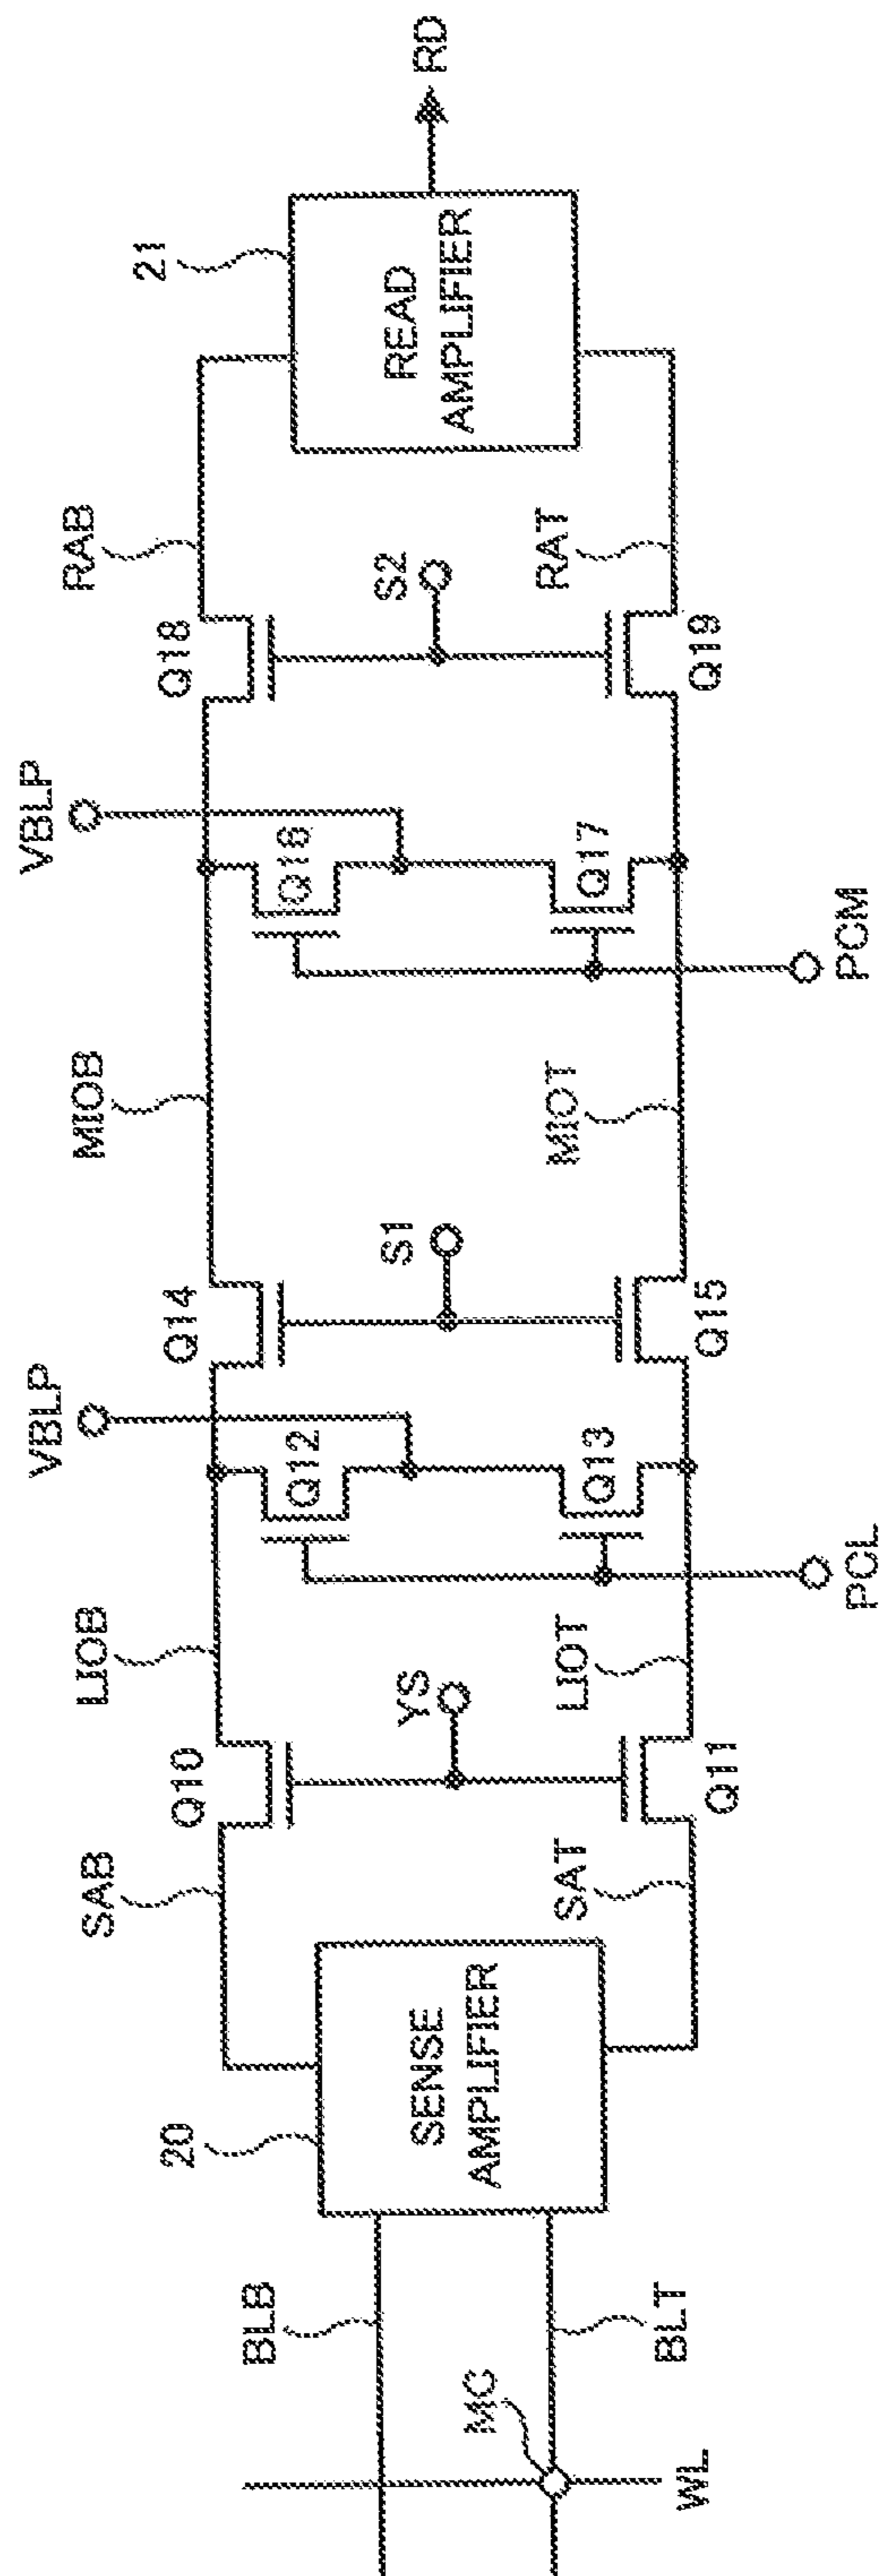 VBLP
VBLP
21
RAB
Q18
RD
MIOB
Q14
S2
READ
AMPLIFIER
LIOB
Q16
Q10
Q12
S1
SAB
YS
Q17
RAT
20
Q13
MIOT
Q19
SENSE
AMPLIFIER
LIOT
Q15
PCM
BLB
SAT
Q11
PCL
MC
BLT
WL